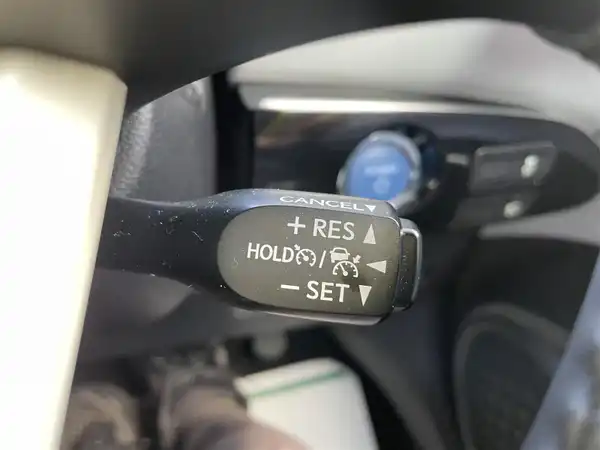 CANCEL▼
+ RES ▲
HOLD / ◀
− SET ▼